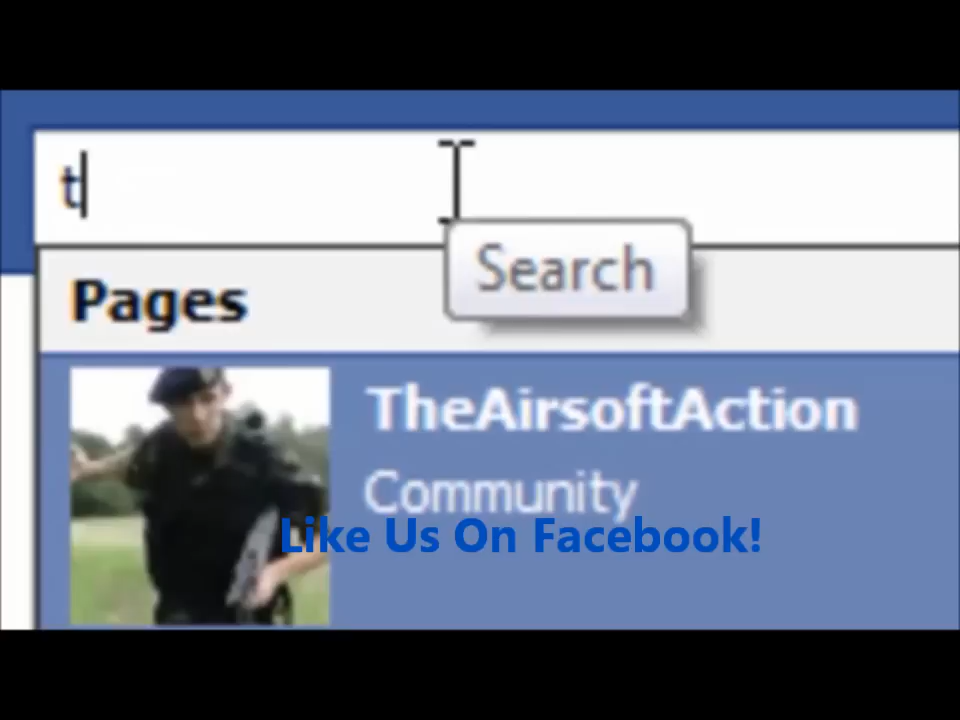 t
Search
Pages
TheAirsoftAction
Community
Like Us On Facebook!